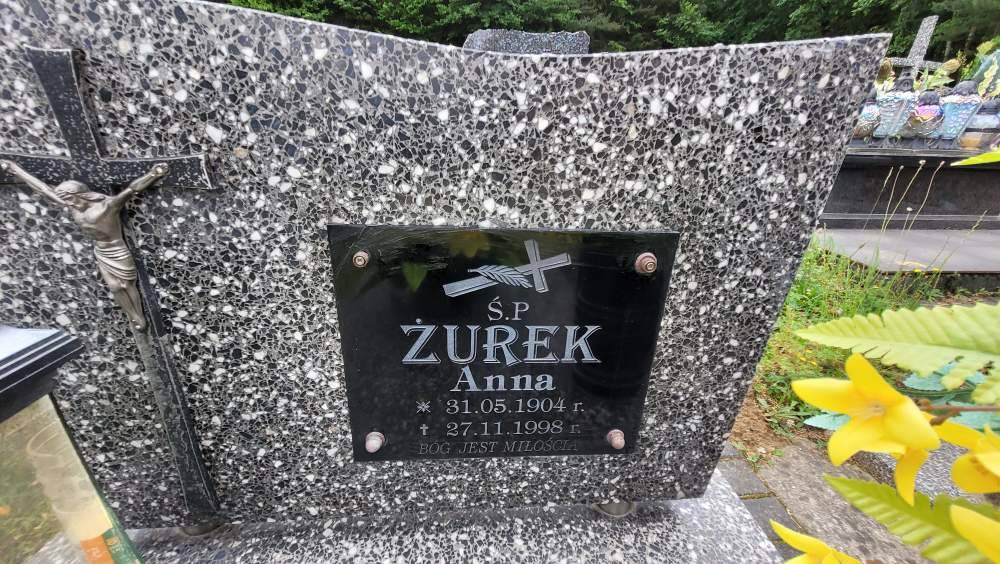 Ś.P
ŻUREK
Anna
※ 31.05.1904 r.
† 27.11.1998 r.
BÓG JEST MIŁOŚCIĄ